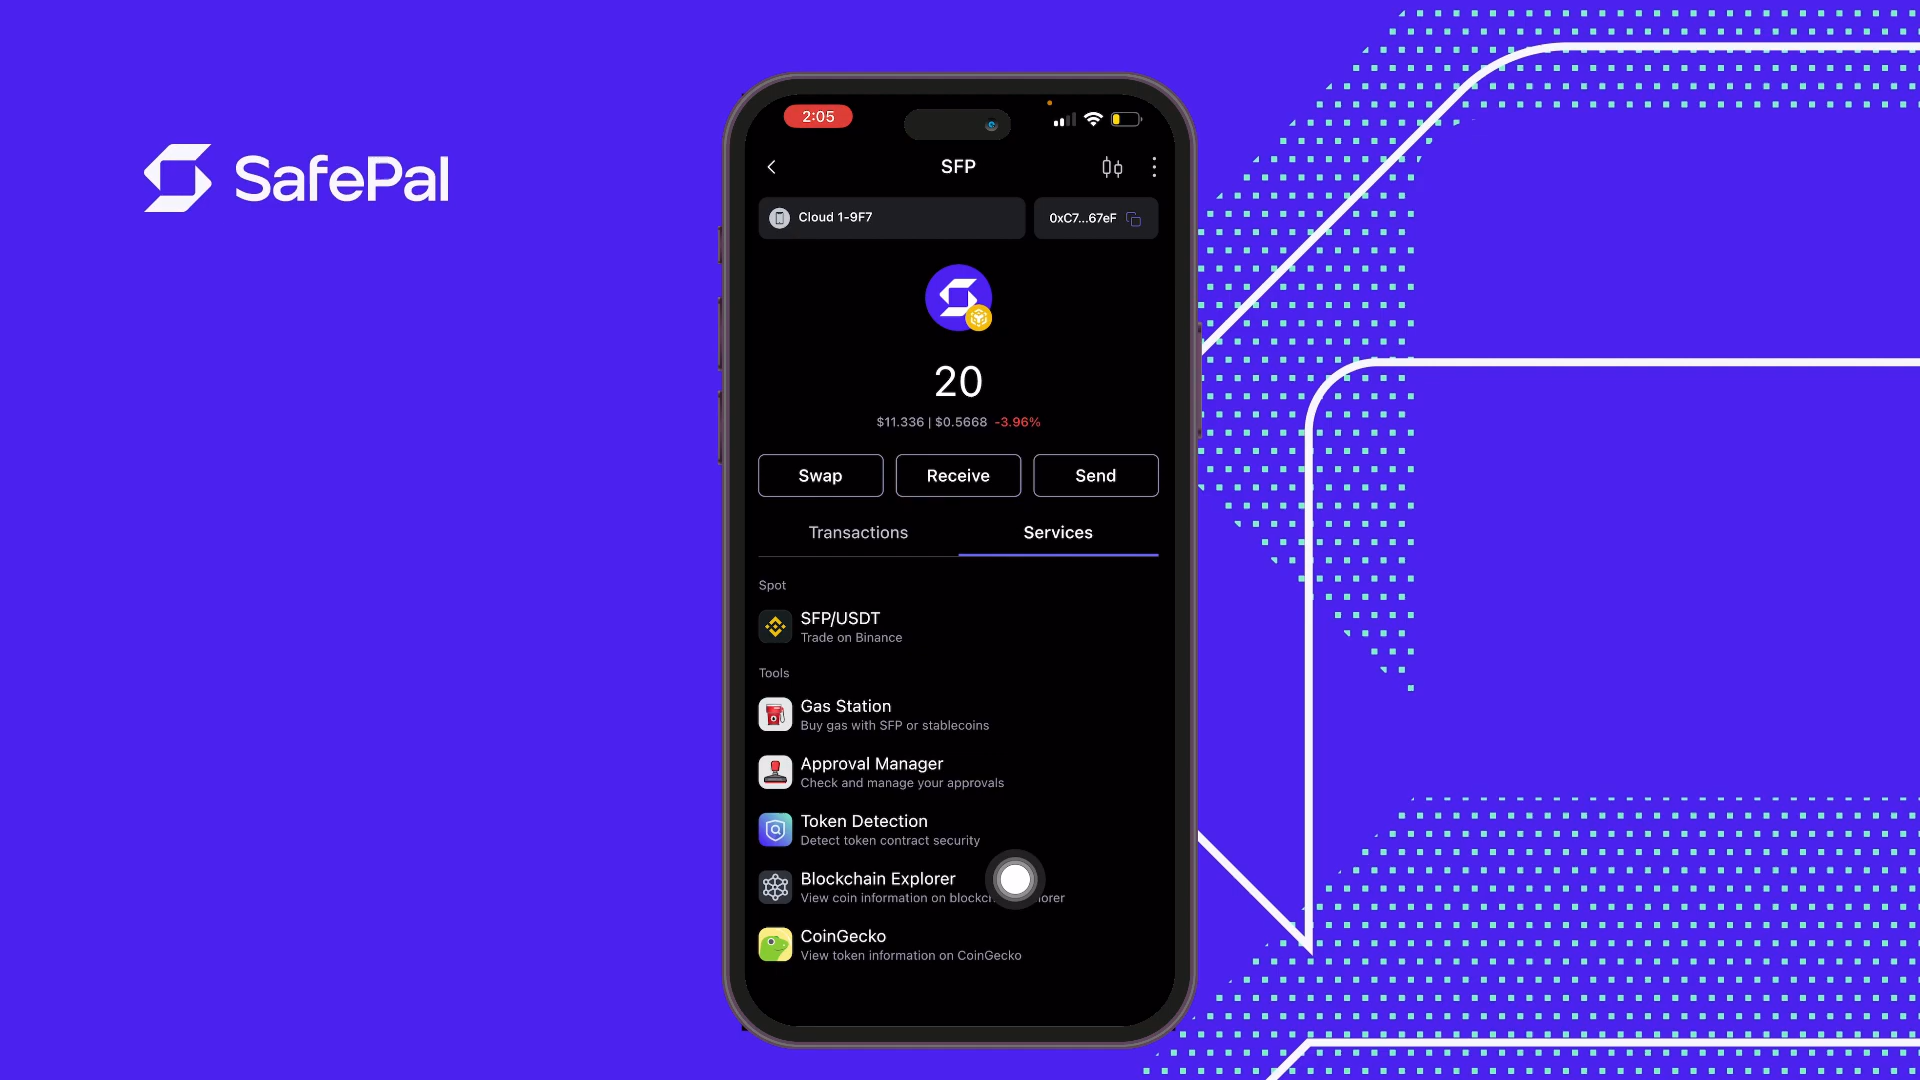 SafePal
2:05
SFP
Cloud 1-9F7
0xC7...67eF
20
$11.336 | $0.5668 -3.96%
Swap
Receive
Send
Transactions
Services
Spot
SFP/USDT
Trade on Binance
Tools
Gas Station
Buy gas with SFP or stablecoins
Approval Manager
Check and manage your approvals
Token Detection
Detect token contract security
Blockchain Explorer
View coin information on
CoinGecko
View token information on CoinGecko